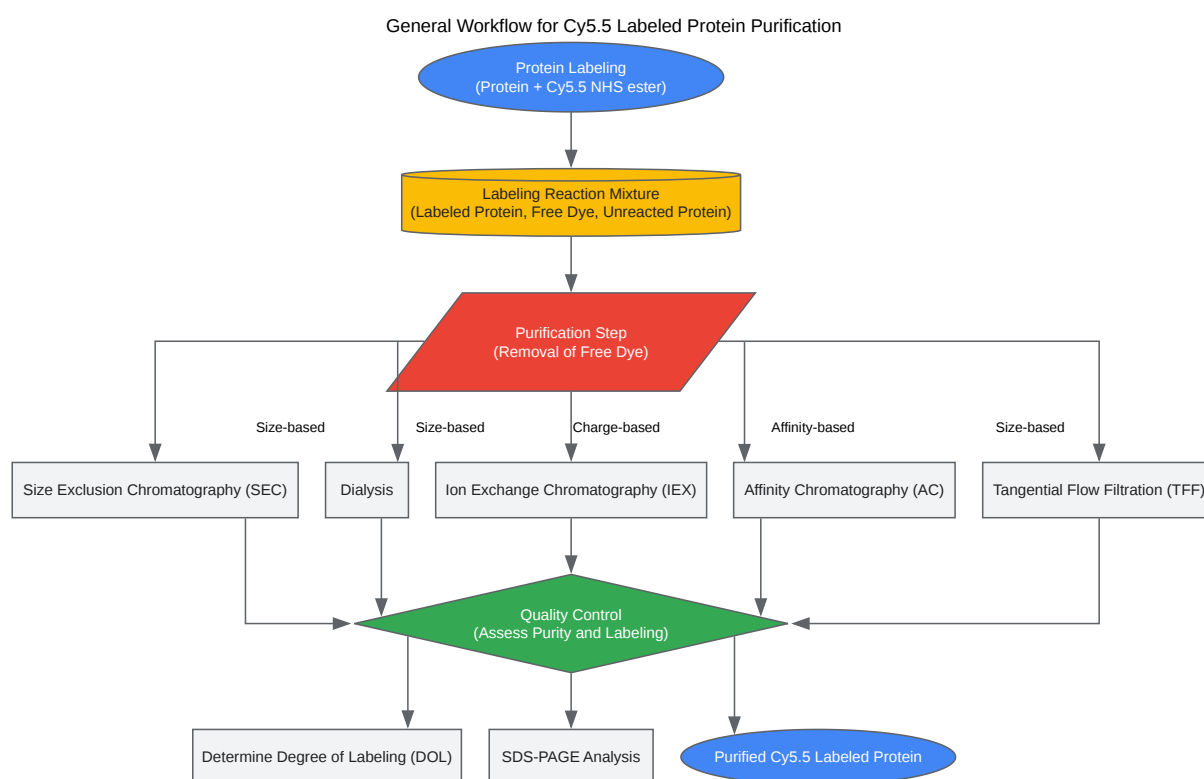 General Workflow for Cy5.5 Labeled Protein Purification
Protein Labeling
(Protein + Cy5.5 NHS ester)
Labeling Reaction Mixture
(Labeled Protein, Free Dye, Unreacted Protein)
Purification Step
(Removal of Free Dye)
Size-based
Size-based
Charge-based
Affinity-based
Size-based
Size Exclusion Chromatography (SEC)
Dialysis
Ion Exchange Chromatography (IEX)
Affinity Chromatography (AC)
Tangential Flow Filtration (TFF)
Quality Control
(Assess Purity and Labeling)
Determine Degree of Labeling (DOL)
SDS-PAGE Analysis
Purified Cy5.5 Labeled Protein